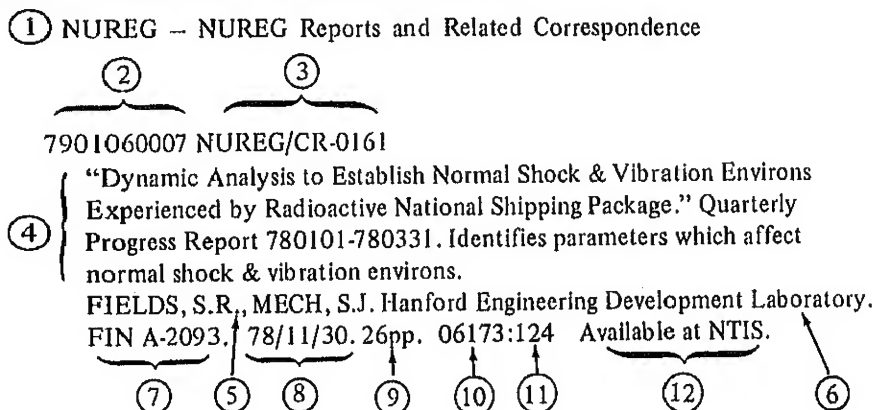 ① NUREG – NUREG Reports and Related Correspondence
② ③
7901060007 NUREG/CR-0161
“Dynamic Analysis to Establish Normal Shock & Vibration Environs
Experienced by Radioactive National Shipping Package.” Quarterly
④ Progress Report 780101-780331. Identifies parameters which affect
normal shock & vibration environs.
FIELDS, S.R., MECH, S.J. Hanford Engineering Development Laboratory.
FIN A-2093. 78/11/30. 26pp. 06173:124 Available at NTIS.
⑦ ⑤ ⑧ ⑨ ⑩ ⑪ ⑫ ⑥